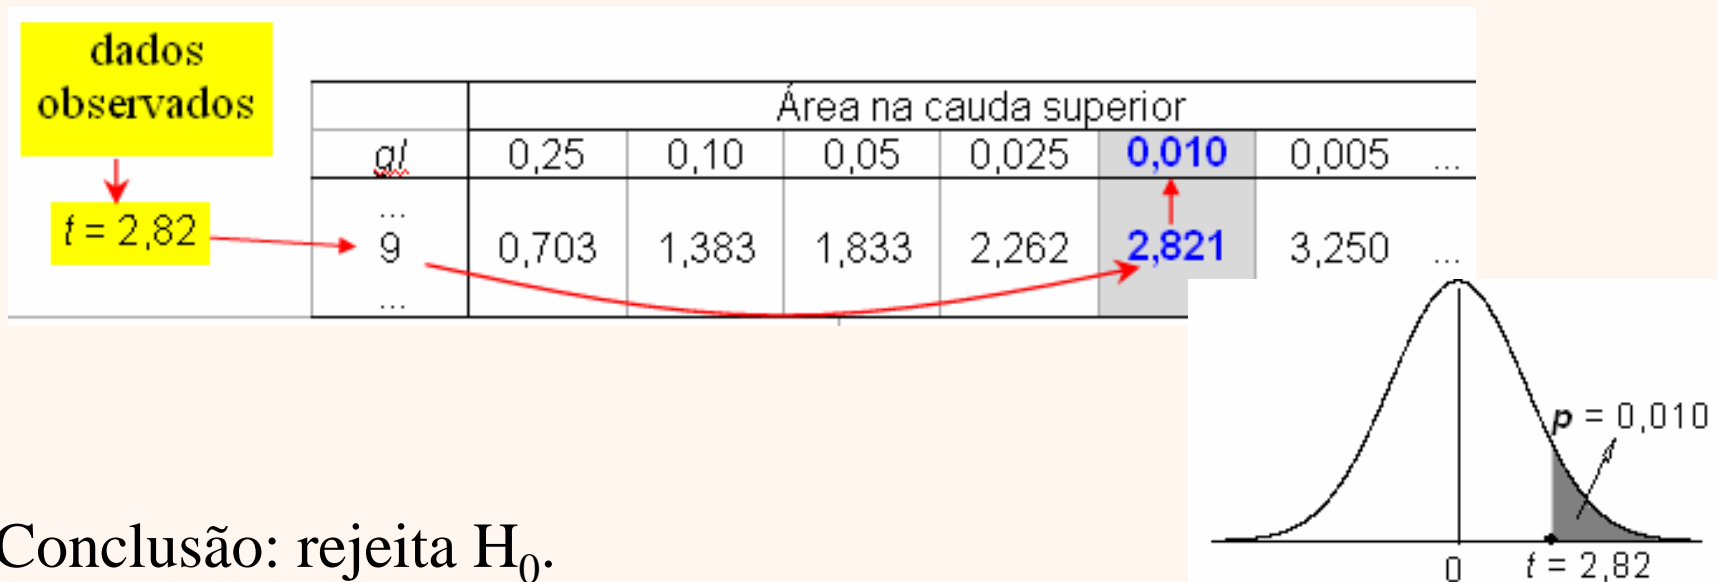 dados
observados
t = 2,82
Área na cauda superior
gl 0,25 0,10 0,05 0,025 0,010 0,005 ...
...
9 0,703 1,383 1,833 2,262 2,821 3,250 ...
...
p = 0,010
0 t = 2,82
Conclusão: rejeita H₀.